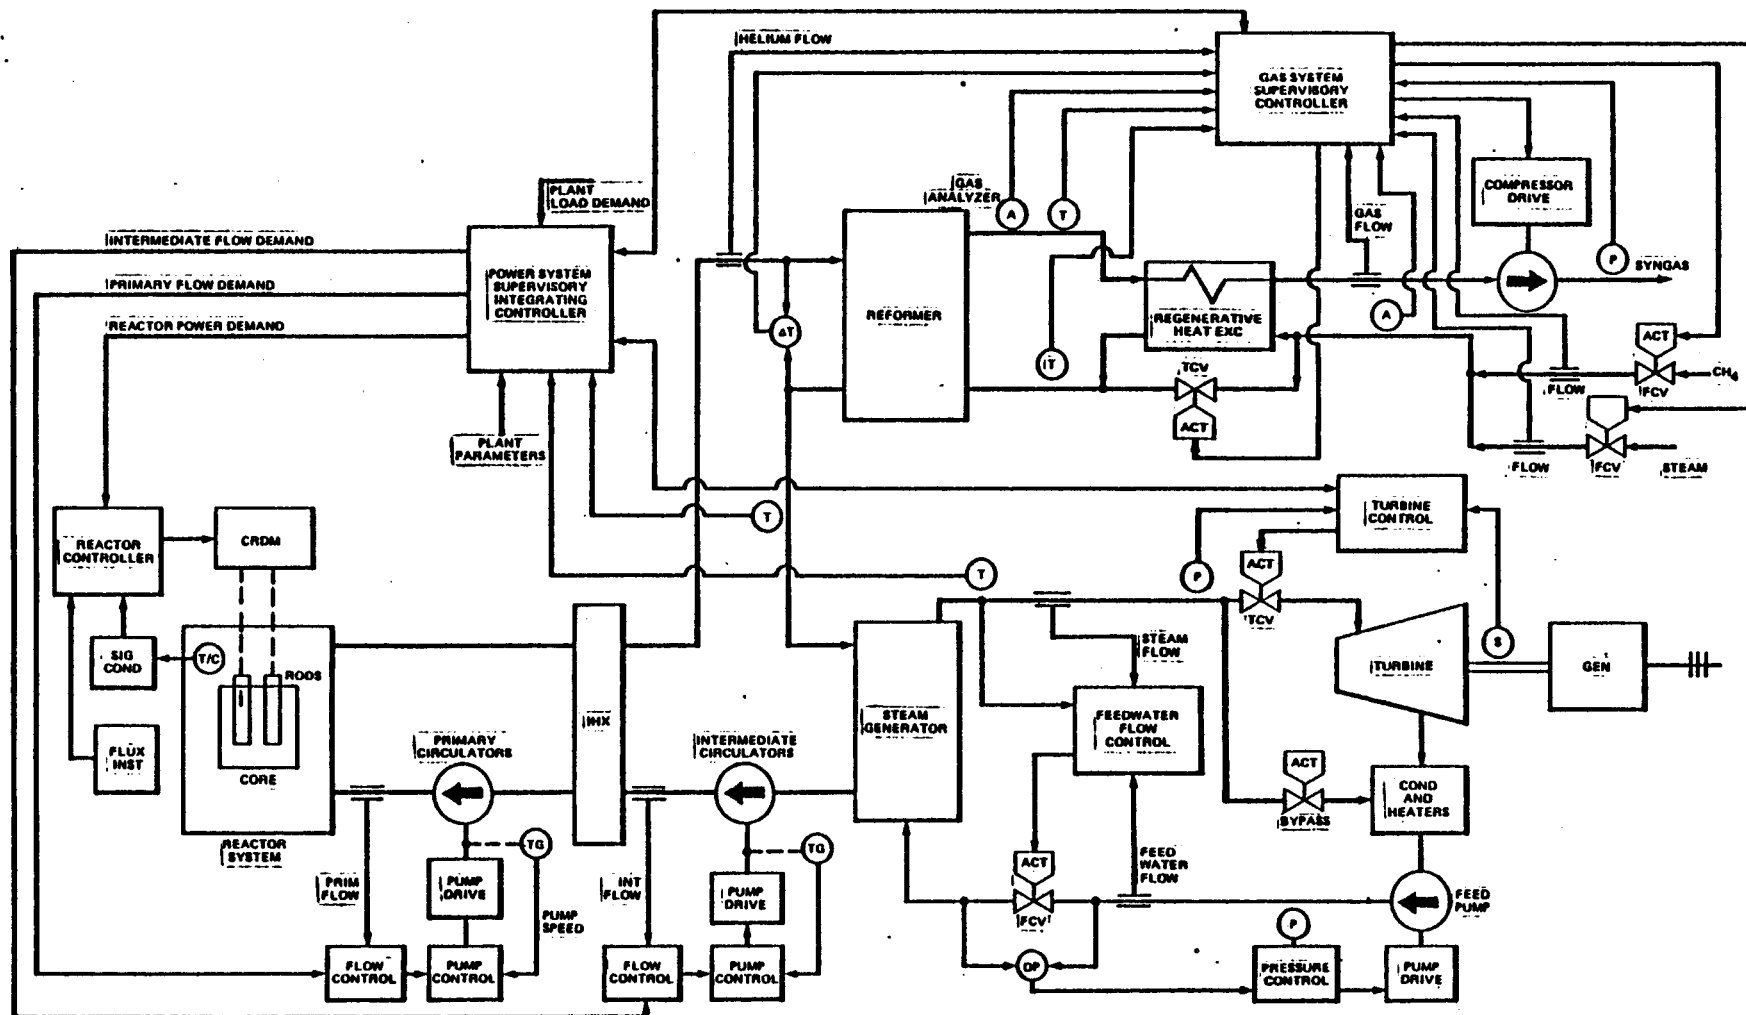 HELIUM FLOW
GAS SYSTEM
SUPERVISORY
CONTROLLER
PLANT
LOAD DEMAND
GAS
ANALYZER
A
T
GAS
FLOW
COMPRESSOR
DRIVE
P
SYNGAS
INTERMEDIATE FLOW DEMAND
PRIMARY FLOW DEMAND
REACTOR POWER DEMAND
POWER SYSTEM
SUPERVISORY
INTEGRATING
CONTROLLER
ΔT
REFORMER
REGENERATIVE
HEAT EXC
A
T
TCV
ACT
ACT
FLOW
FCV
CH4
FLOW
FCV
STEAM
PLANT
PARAMETERS
T
TURBINE
CONTROL
REACTOR
CONTROLLER
CRDM
T
P
ACT
TCV
SIG
COND
T/C
RODS
CORE
FLUX
INST
REACTOR
SYSTEM
PRIMARY
CIRCULATORS
IHX
INTERMEDIATE
CIRCULATORS
STEAM
GENERATOR
STEAM
FLOW
FEEDWATER
FLOW
CONTROL
TURBINE
S
GEN
ACT
BYPASS
COND
AND
HEATERS
PRIM
FLOW
PUMP
DRIVE
TG
PUMP
SPEED
INT
FLOW
PUMP
DRIVE
TG
ACT
FCV
FEED
WATER
FLOW
FEED
PUMP
FLOW
CONTROL
PUMP
CONTROL
FLOW
CONTROL
PUMP
CONTROL
DP
P
PRESSURE
CONTROL
PUMP
DRIVE